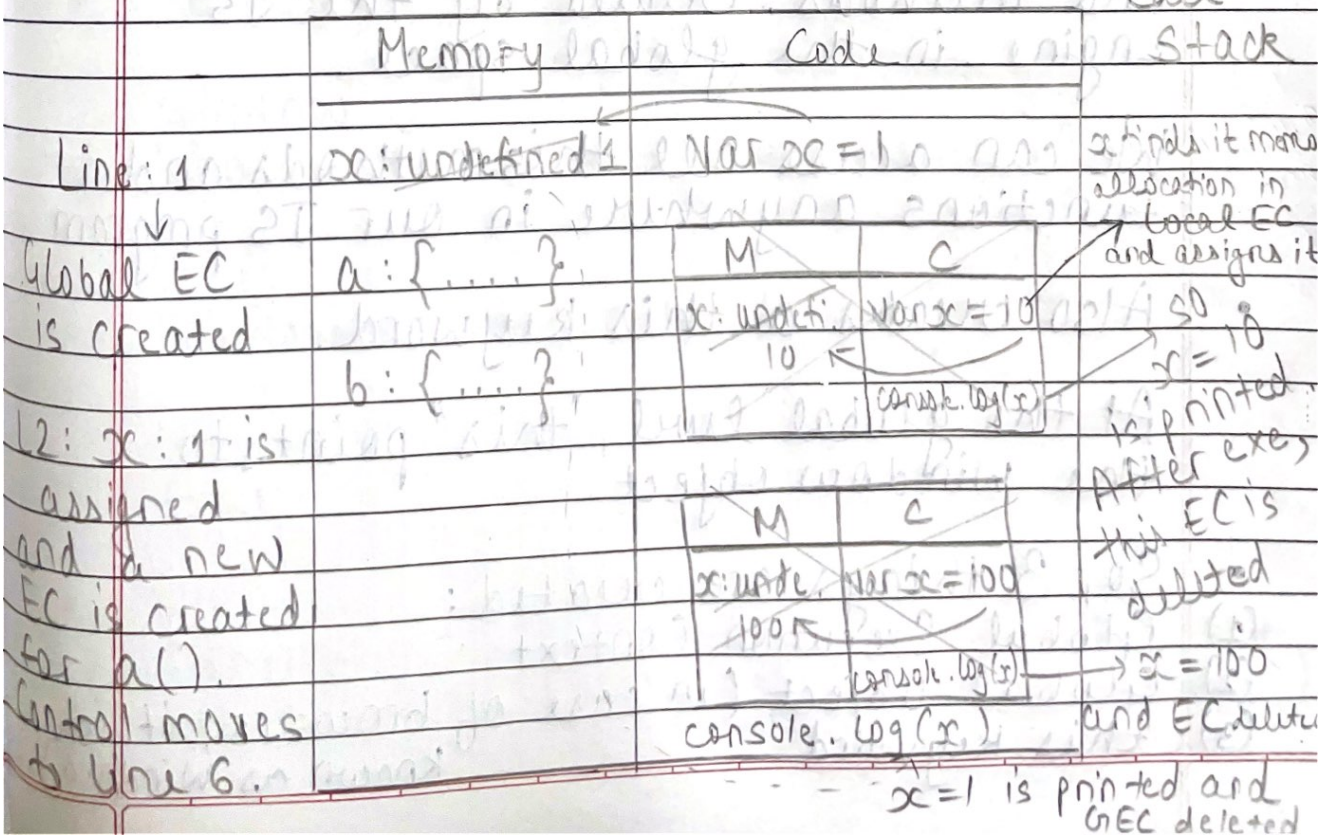 Memory Code Stack
Line: 1 x: undefined 1 var x = 1 x finds it
↓ allocation in
Global EC a: {.....} M C local EC
is created and assigns it
x: undefi. var x = 10 so
10 x = 10
b: {.....} console.log(x) is printed.
L2: x: 1 is After exe,
assigned this EC is
and a new M C deleted
EC is created x: unde. var x = 100
for a(). 100
console.log(x) → x = 100
Control moves console.log(x) and EC
to line 6.
x = 1 is printed and
GEC deleted